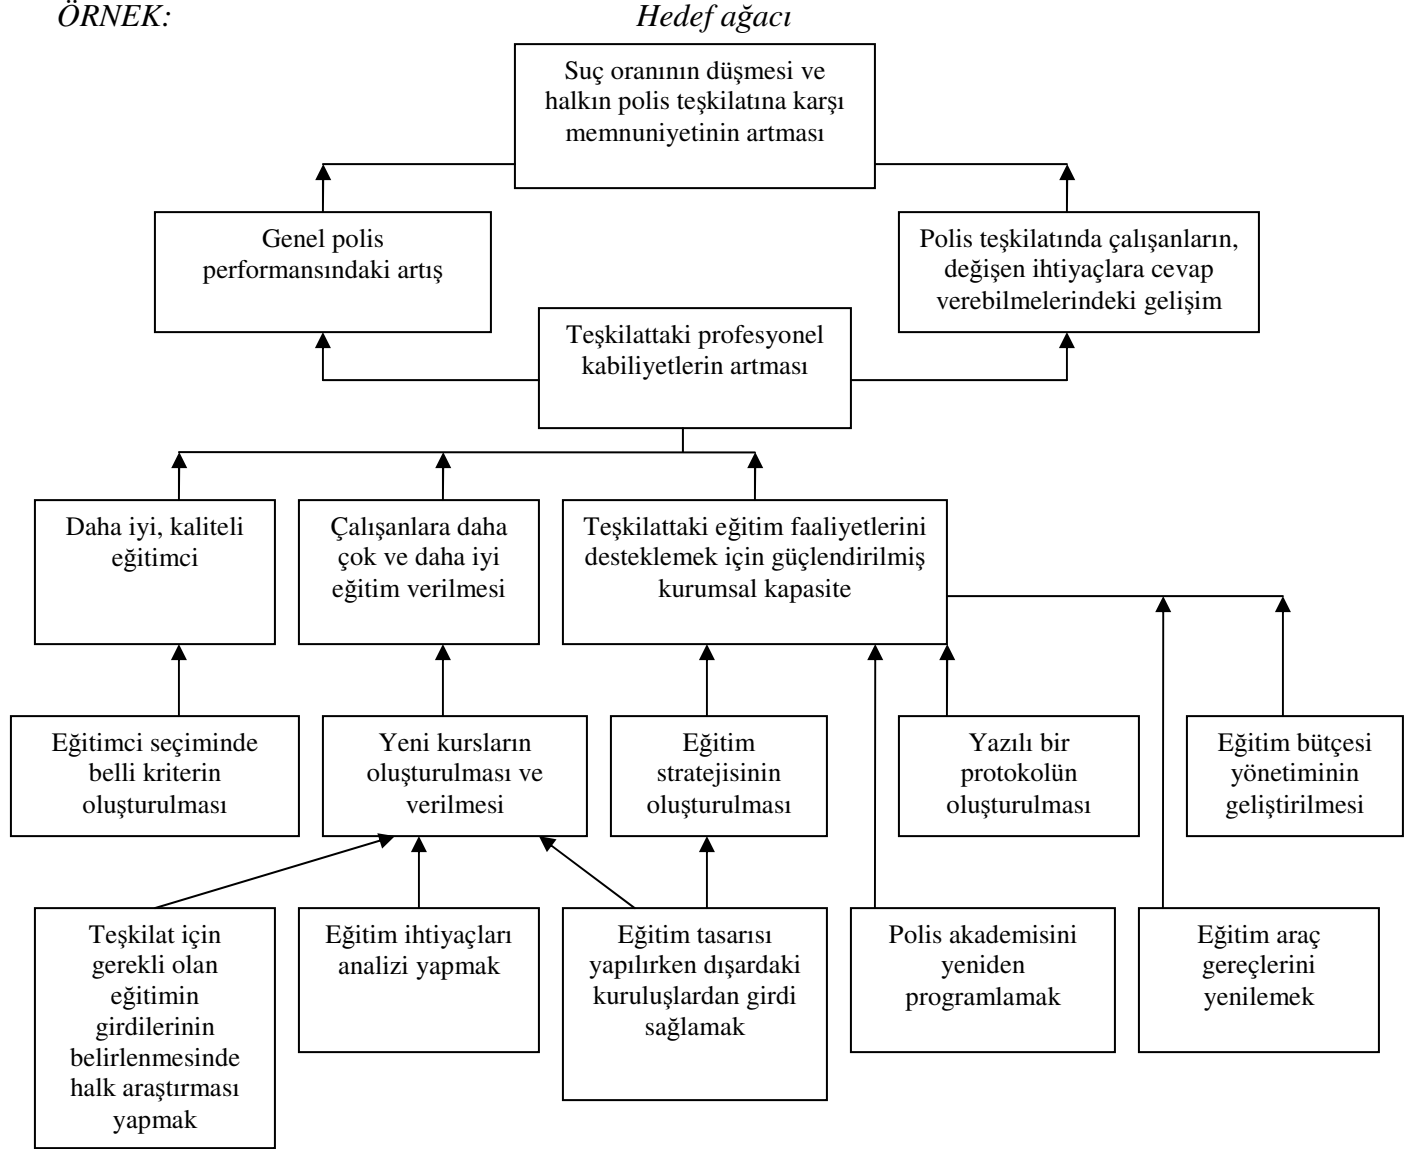 ÖRNEK:
Hedef ağacı
Suç oranının düşmesi ve
halkın polis teşkilatına karşı
memnuniyetinin artması
Genel polis
performansındaki artış
Polis teşkilatında çalışanların,
değişen ihtiyaçlara cevap
verebilmelerindeki gelişim
Teşkilattaki profesyonel
kabiliyetlerin artması
Daha iyi, kaliteli
eğitimci
Çalışanlara daha
çok ve daha iyi
eğitim verilmesi
Teşkilattaki eğitim faaliyetlerini
desteklemek için güçlendirilmiş
kurumsal kapasite
Eğitimci seçiminde
belli kriterin
oluşturulması
Yeni kursların
oluşturulması ve
verilmesi
Eğitim
stratejisinin
oluşturulması
Yazılı bir
protokolün
oluşturulması
Eğitim bütçesi
yönetiminin
geliştirilmesi
Teşkilat için
gerekli olan
eğitimin
girdilerinin
belirlenmesinde
halk araştırması
yapmak
Eğitim ihtiyaçları
analizi yapmak
Eğitim tasarısı
yapılırken dışardaki
kuruluşlardan girdi
sağlamak
Polis akademisini
yeniden
programlamak
Eğitim araç
gereçlerini
yenilemek